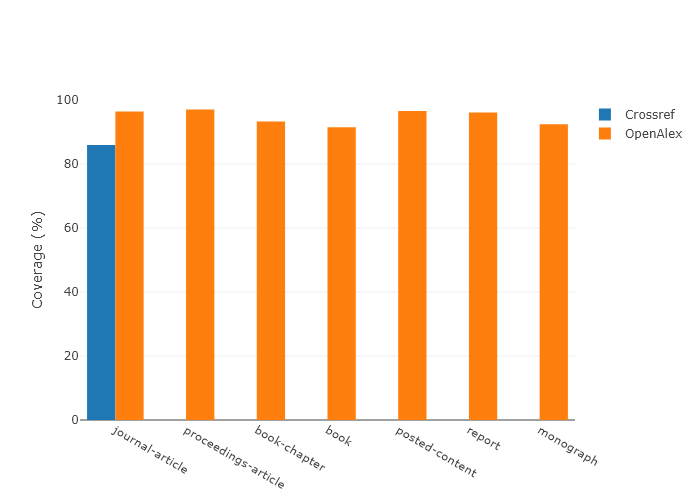 Crossref
OpenAlex
Coverage (%)
100
80
60
40
20
0
journal-article
proceedings-article
book-chapter
book
posted-content
report
monograph